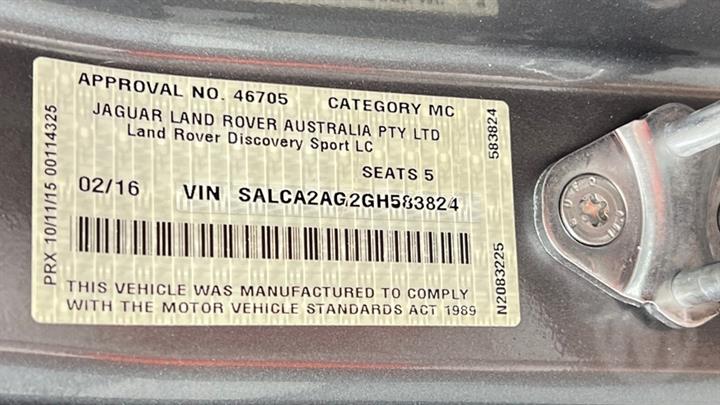 APPROVAL NO. 46705 CATEGORY MC
JAGUAR LAND ROVER AUSTRALIA PTY LTD
Land Rover Discovery Sport LC
SEATS 5
02/16 VIN SALCA2AG2GH583824
THIS VEHICLE WAS MANUFACTURED TO COMPLY
WITH THE MOTOR VEHICLE STANDARDS ACT 1989
PRX 10/11/15 00114325
583824
N2083225